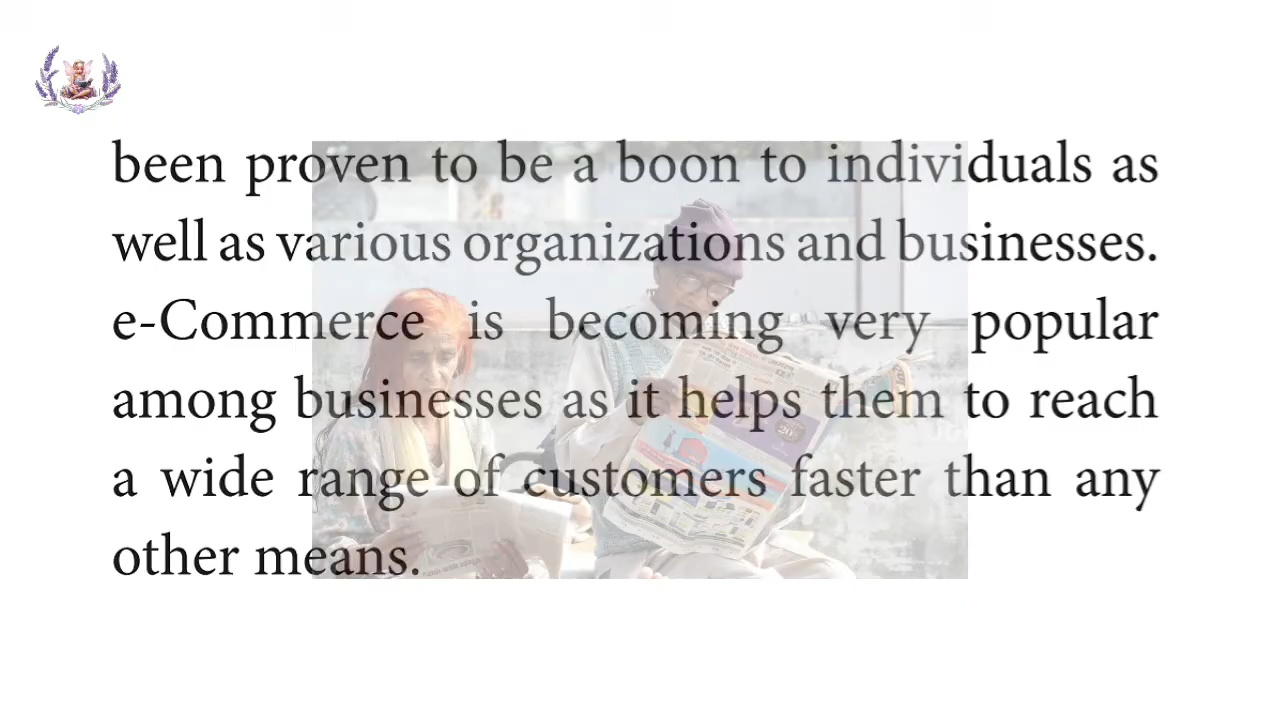 been proven to be a boon to individuals as
well as various organizations and businesses.
e-Commerce is becoming very popular
among businesses as it helps them to reach
a wide range of customers faster than any
other means.